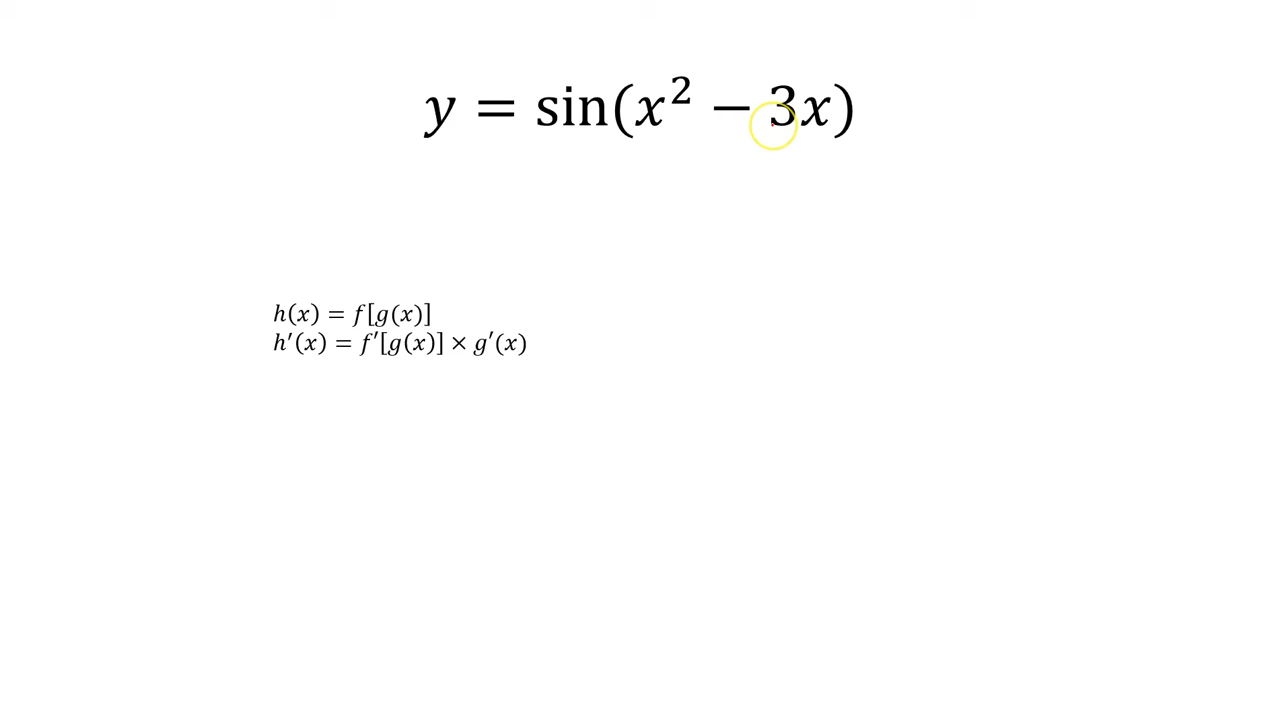 y = sin(x² − 3x)
h(x) = f[g(x)]
h′(x) = f′[g(x)] × g′(x)